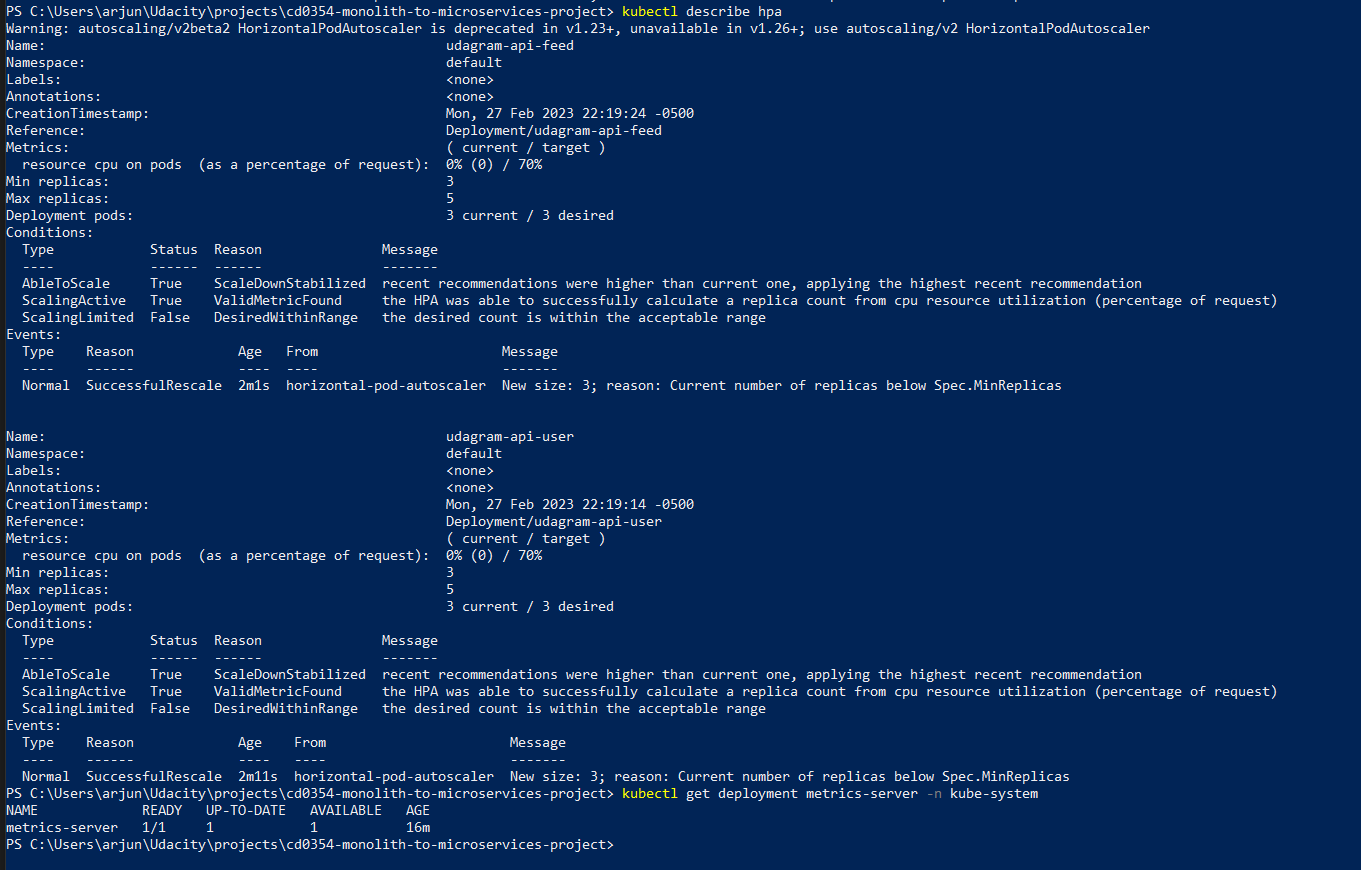 PS C:\Users\arjun\Udacity\projects\cd0354-monolith-to-microservices-project> kubectl describe hpa
Warning: autoscaling/v2beta2 HorizontalPodAutoscaler is deprecated in v1.23+, unavailable in v1.26+; use autoscaling/v2 HorizontalPodAutoscaler
Name:                                                  udagram-api-feed
Namespace:                                             default
Labels:                                                <none>
Annotations:                                           <none>
CreationTimestamp:                                     Mon, 27 Feb 2023 22:19:24 -0500
Reference:                                             Deployment/udagram-api-feed
Metrics:                                               ( current / target )
  resource cpu on pods  (as a percentage of request):  0% (0) / 70%
Min replicas:                                          3
Max replicas:                                          5
Deployment pods:                                       3 current / 3 desired
Conditions:
  Type            Status  Reason               Message
  ----            ------  ------               -------
  AbleToScale     True    ScaleDownStabilized  recent recommendations were higher than current one, applying the highest recent recommendation
  ScalingActive   True    ValidMetricFound     the HPA was able to successfully calculate a replica count from cpu resource utilization (percentage of request)
  ScalingLimited  False   DesiredWithinRange   the desired count is within the acceptable range
Events:
  Type    Reason             Age   From                       Message
  ----    ------             ----  ----                       -------
  Normal  SuccessfulRescale  2m1s  horizontal-pod-autoscaler  New size: 3; reason: Current number of replicas below Spec.MinReplicas
Name:                                                  udagram-api-user
Namespace:                                             default
Labels:                                                <none>
Annotations:                                           <none>
CreationTimestamp:                                     Mon, 27 Feb 2023 22:19:14 -0500
Reference:                                             Deployment/udagram-api-user
Metrics:                                               ( current / target )
  resource cpu on pods  (as a percentage of request):  0% (0) / 70%
Min replicas:                                          3
Max replicas:                                          5
Deployment pods:                                       3 current / 3 desired
Conditions:
  Type            Status  Reason               Message
  ----            ------  ------               -------
  AbleToScale     True    ScaleDownStabilized  recent recommendations were higher than current one, applying the highest recent recommendation
  ScalingActive   True    ValidMetricFound     the HPA was able to successfully calculate a replica count from cpu resource utilization (percentage of request)
  ScalingLimited  False   DesiredWithinRange   the desired count is within the acceptable range
Events:
  Type    Reason             Age    From                       Message
  ----    ------             ----   ----                       -------
  Normal  SuccessfulRescale  2m11s  horizontal-pod-autoscaler  New size: 3; reason: Current number of replicas below Spec.MinReplicas
PS C:\Users\arjun\Udacity\projects\cd0354-monolith-to-microservices-project> kubectl get deployment metrics-server -n kube-system
NAME             READY   UP-TO-DATE   AVAILABLE   AGE
metrics-server   1/1     1            1           16m
PS C:\Users\arjun\Udacity\projects\cd0354-monolith-to-microservices-project>